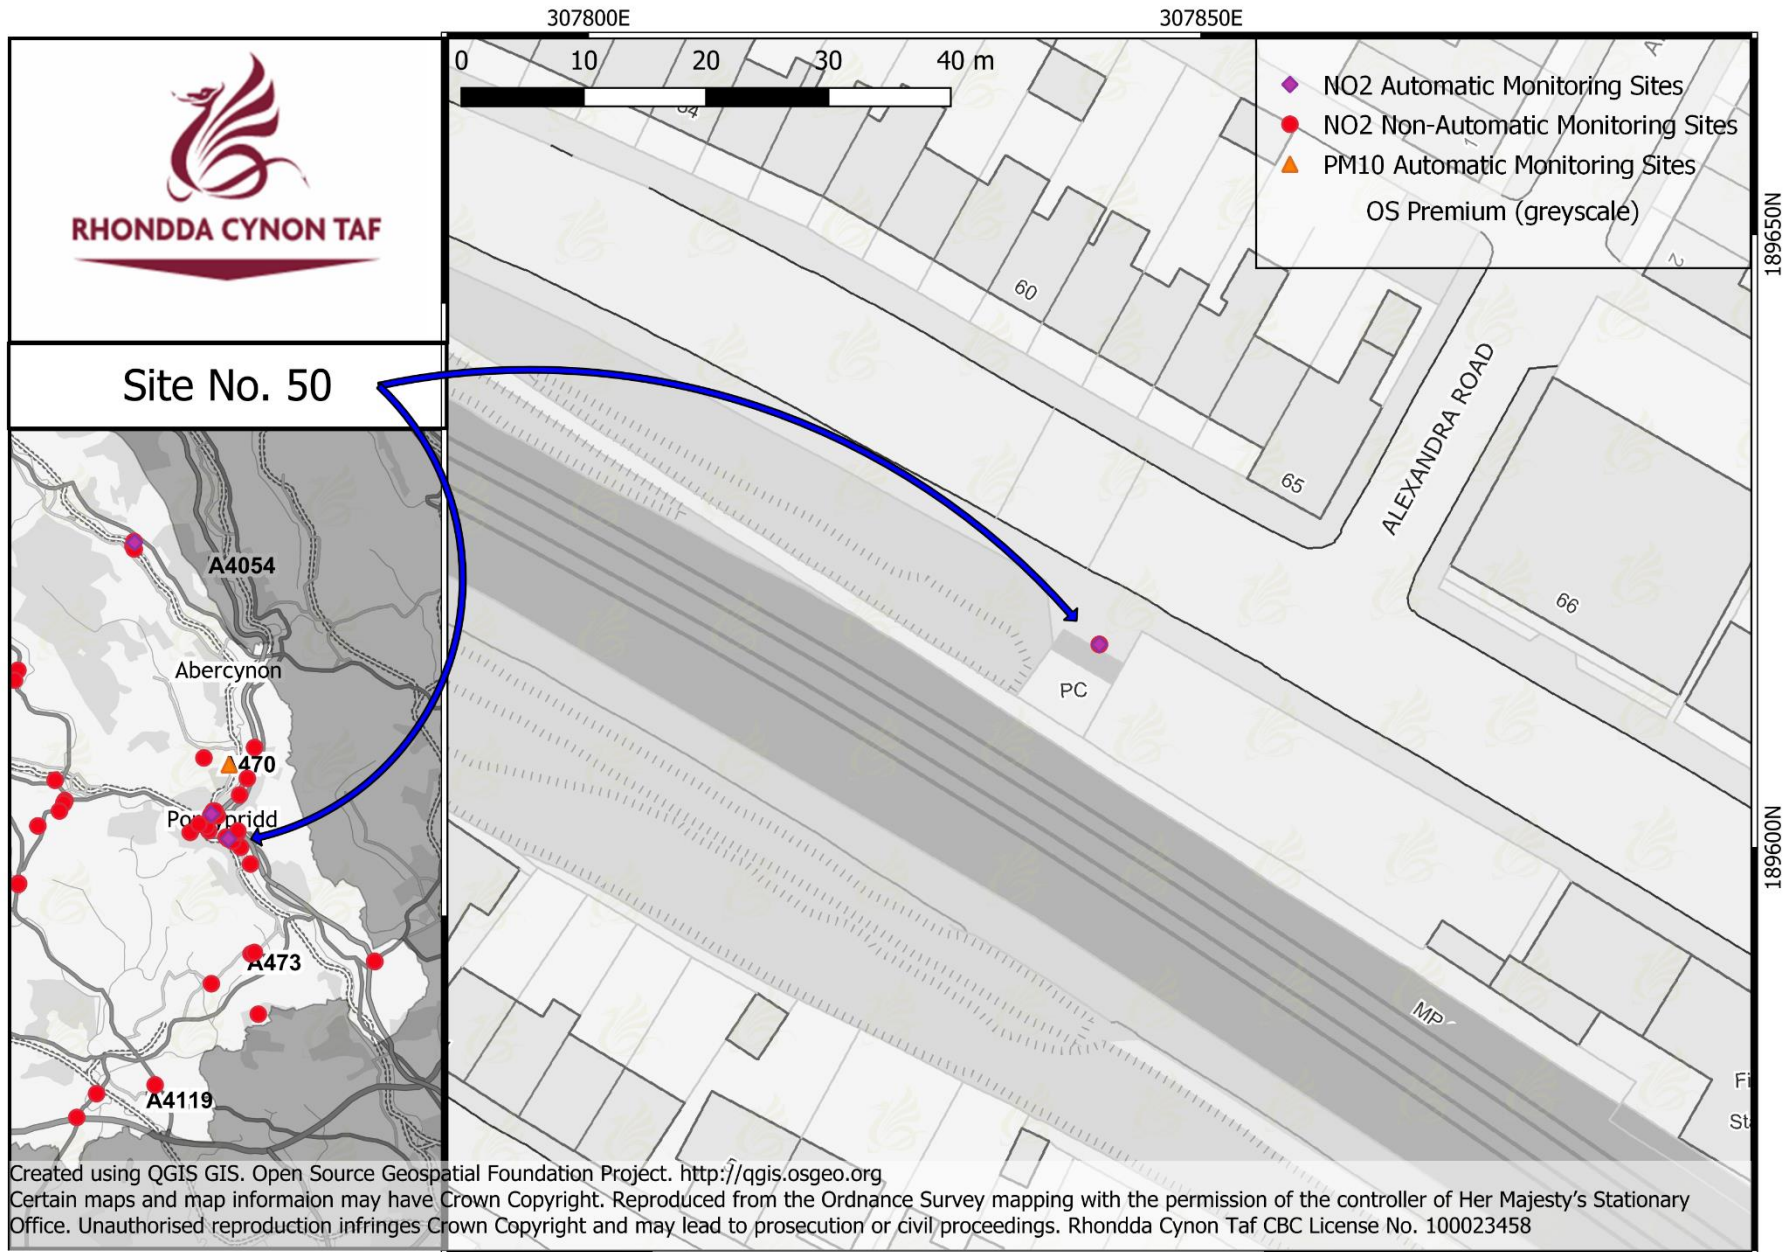 307800E
307850E
0 10 20 30 40 m
NO2 Automatic Monitoring Sites
NO2 Non-Automatic Monitoring Sites
PM10 Automatic Monitoring Sites
OS Premium (greyscale)
RHONDDA CYNON TAF
Site No. 50
189650N
189600N
60
65
66
2
ALEXANDRA ROAD
PC
MP
Fi
St
A4054
Abercynon
470
A473
A4119
Created using QGIS GIS. Open Source Geospatial Foundation Project. http://qgis.osgeo.org
Certain maps and map informaion may have Crown Copyright. Reproduced from the Ordnance Survey mapping with the permission of the controller of Her Majesty's Stationary
Office. Unauthorised reproduction infringes Crown Copyright and may lead to prosecution or civil proceedings. Rhondda Cynon Taf CBC License No. 100023458